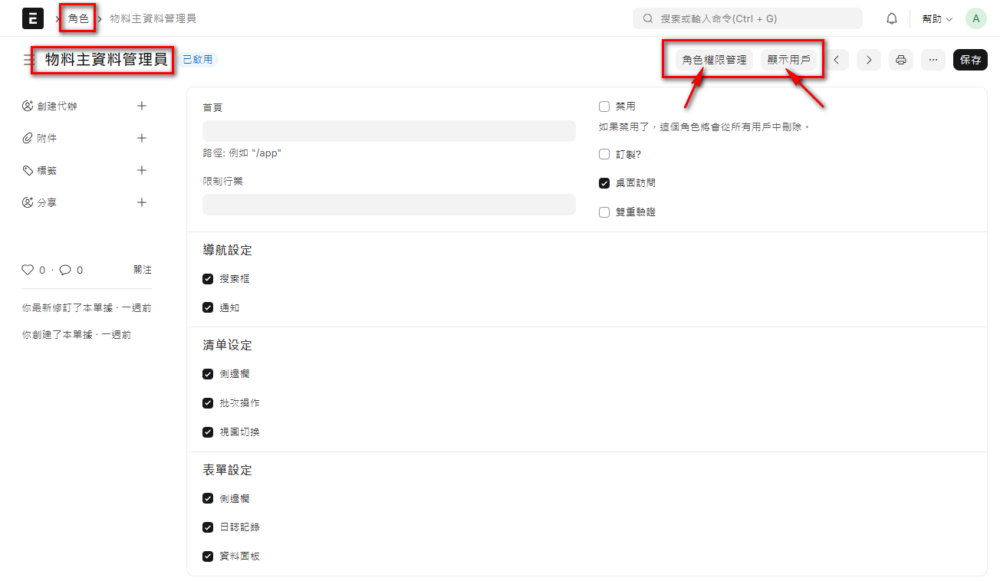 E
角色
物料主資料管理員
搜索或輸入命令(Ctrl + G)
幫助
A
物料主資料管理員
已啟用
角色權限管理
顯示用戶
保存
創建代辦
附件
標籤
分享
0 · 0
關注
你最新修訂了本單據 · 一週前
你創建了本單據 · 一週前
首頁
路徑: 例如 "/app"
限制行業
禁用
如果禁用了，這個角色將會從所有用戶中刪除。
訂製?
桌面訪問
雙重驗證
導航設定
搜索框
通知
清单设定
側邊欄
批次操作
視圖切換
表單設定
側邊欄
日誌記錄
資料面板